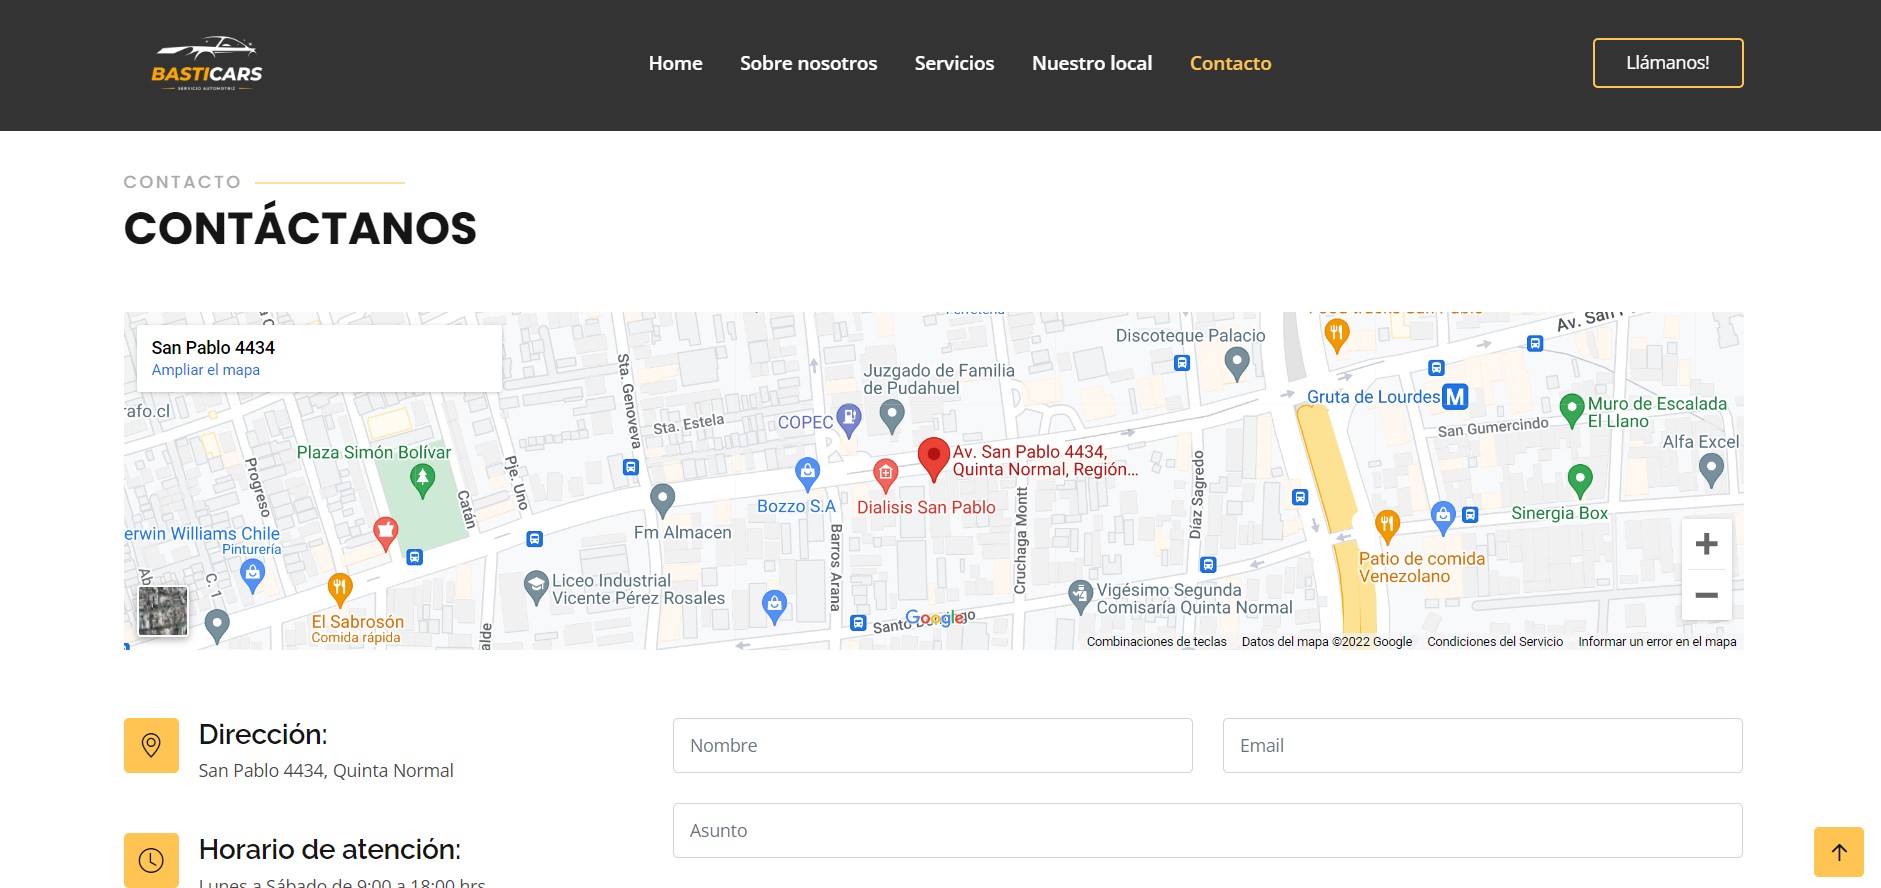 BASTICARS
SERVICIO AUTOMOTRIZ
Home
Sobre nosotros
Servicios
Nuestro local
Contacto
Llámanos!
CONTACTO
CONTÁCTANOS
San Pablo 4434
Ampliar el mapa
Discoteque Palacio
Juzgado de Familia
de Pudahuel
Gruta de Lourdes
M
Muro de Escalada
El Llano
San Gumercindo
Alfa Excel
Sta. Genoveva
Sta. Estela
COPEC
Plaza Simón Bolívar
Av. San Pablo 4434,
Quinta Normal, Región...
Progreso
Pje. Uno
Catán
Bozzo S.A
Dialisis San Pablo
Cruchaga Montt
Díaz Sagredo
Sinergia Box
Fm Almacen
Barros Arana
erwin Williams Chile
Pinturería
C. 1
Patio de comida
Venezolano
Liceo Industrial
Vicente Pérez Rosales
Vigésimo Segunda
Comisaría Quinta Normal
El Sabrosón
Comida rápida
Google
Combinaciones de teclas
Datos del mapa ©2022 Google
Condiciones del Servicio
Informar un error en el mapa
Dirección:
San Pablo 4434, Quinta Normal
Nombre
Email
Asunto
Horario de atención:
Lunes a Sábado de 9:00 a 18:00 hrs